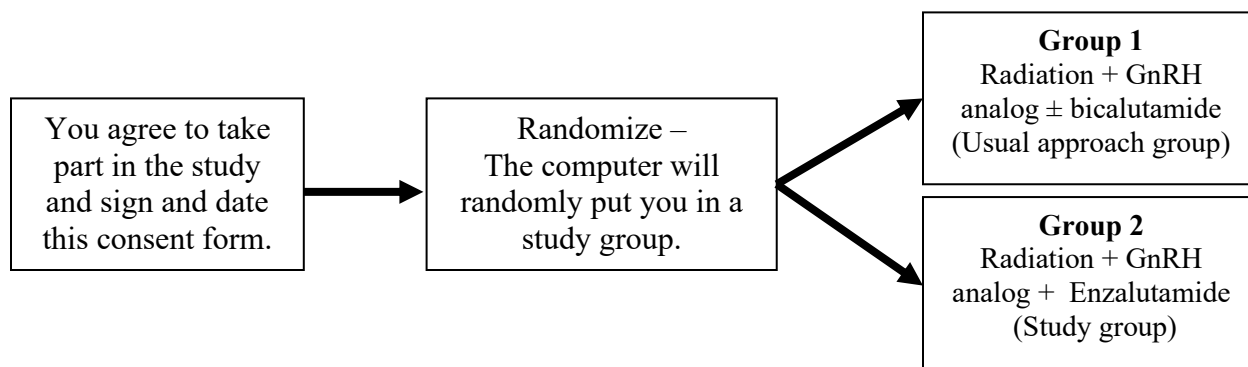 You agree to take
part in the study
and sign and date
this consent form.
Randomize –
The computer will
randomly put you in a
study group.
Group 1
Radiation + GnRH
analog ± bicalutamide
(Usual approach group)
Group 2
Radiation + GnRH
analog +  Enzalutamide
(Study group)